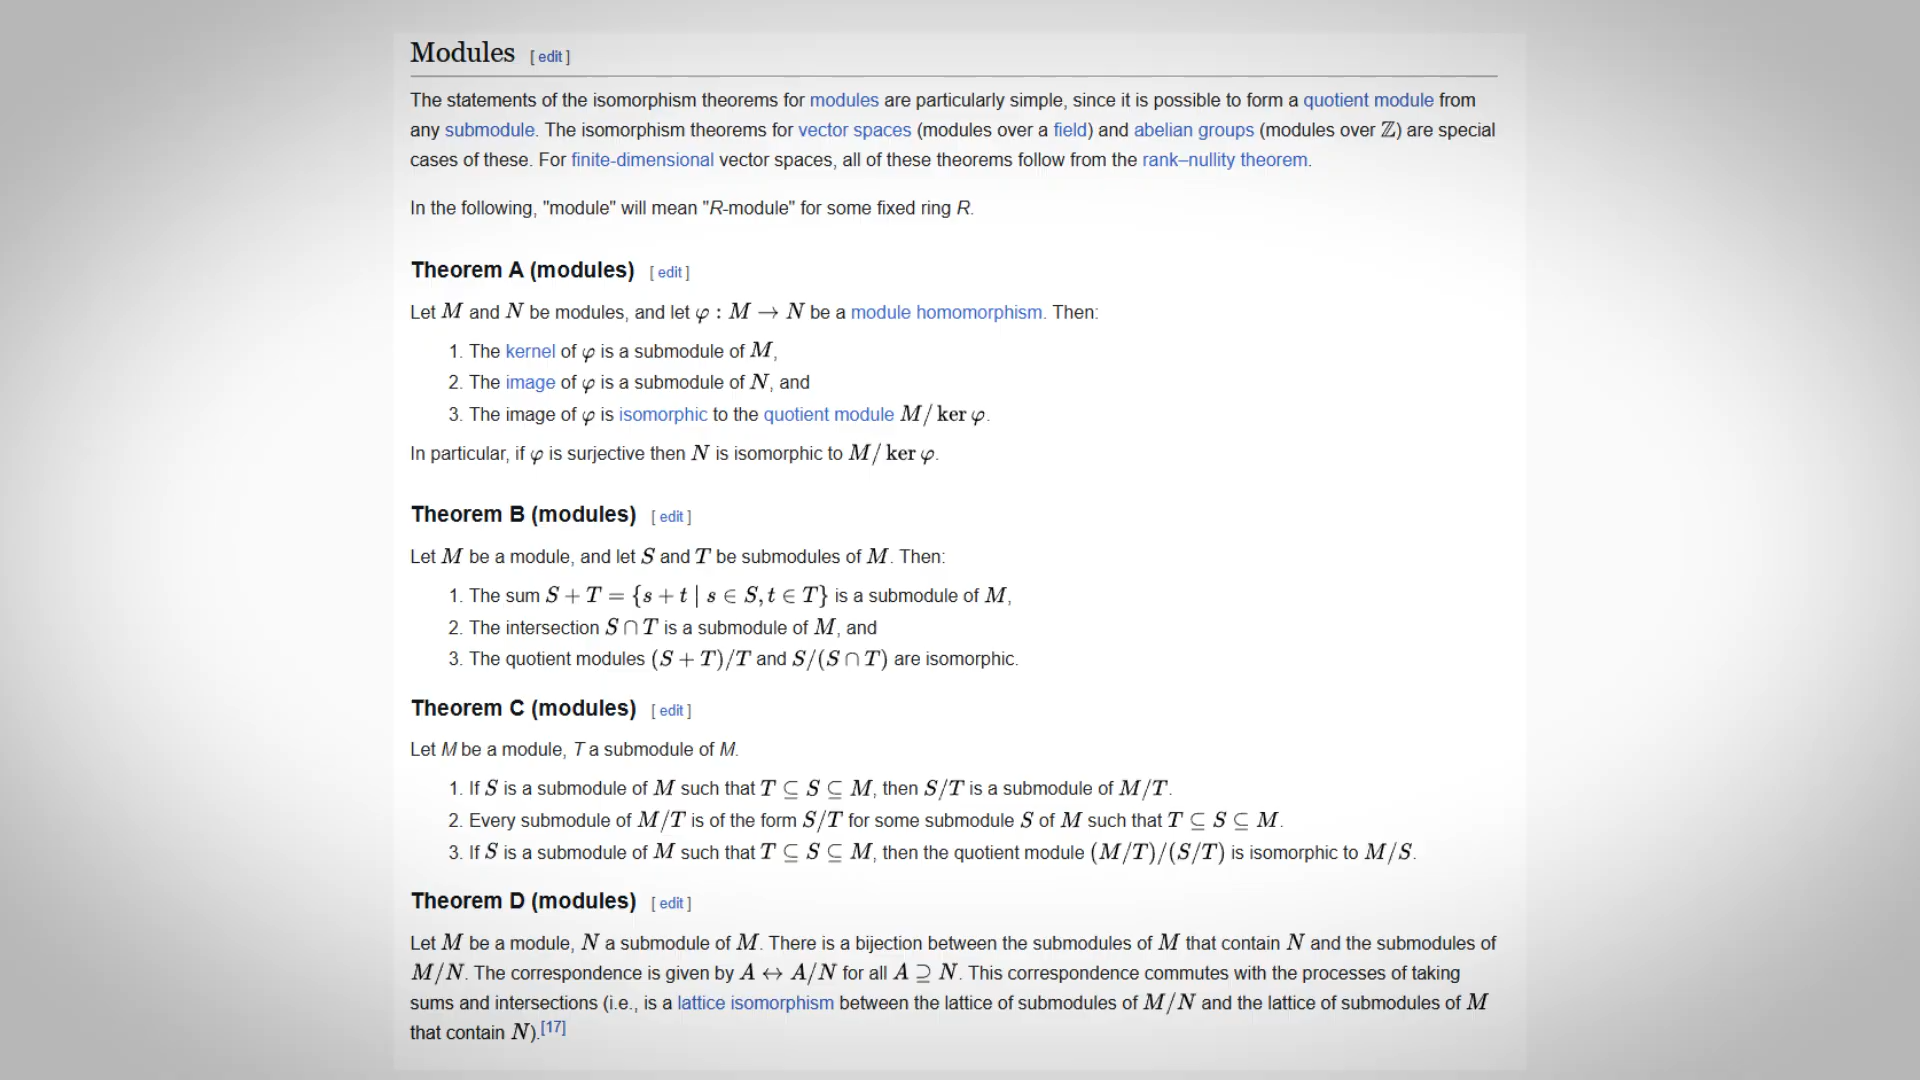 Modules [ edit ]
The statements of the isomorphism theorems for modules are particularly simple, since it is possible to form a quotient module from
any submodule. The isomorphism theorems for vector spaces (modules over a field) and abelian groups (modules over ℤ) are special
cases of these. For finite-dimensional vector spaces, all of these theorems follow from the rank–nullity theorem.
In the following, "module" will mean "R-module" for some fixed ring R.
Theorem A (modules) [ edit ]
Let M and N be modules, and let φ : M → N be a module homomorphism. Then:
1. The kernel of φ is a submodule of M,
2. The image of φ is a submodule of N, and
3. The image of φ is isomorphic to the quotient module M/ ker φ.
In particular, if φ is surjective then N is isomorphic to M/ ker φ.
Theorem B (modules) [ edit ]
Let M be a module, and let S and T be submodules of M. Then:
1. The sum S + T = {s + t | s ∈ S, t ∈ T} is a submodule of M,
2. The intersection S ∩ T is a submodule of M, and
3. The quotient modules (S + T)/T and S/(S ∩ T) are isomorphic.
Theorem C (modules) [ edit ]
Let M be a module, T a submodule of M.
1. If S is a submodule of M such that T ⊆ S ⊆ M, then S/T is a submodule of M/T.
2. Every submodule of M/T is of the form S/T for some submodule S of M such that T ⊆ S ⊆ M.
3. If S is a submodule of M such that T ⊆ S ⊆ M, then the quotient module (M/T)/(S/T) is isomorphic to M/S.
Theorem D (modules) [ edit ]
Let M be a module, N a submodule of M. There is a bijection between the submodules of M that contain N and the submodules of
M/N. The correspondence is given by A ↔ A/N for all A ⊇ N. This correspondence commutes with the processes of taking
sums and intersections (i.e., is a lattice isomorphism between the lattice of submodules of M/N and the lattice of submodules of M
that contain N).[17]